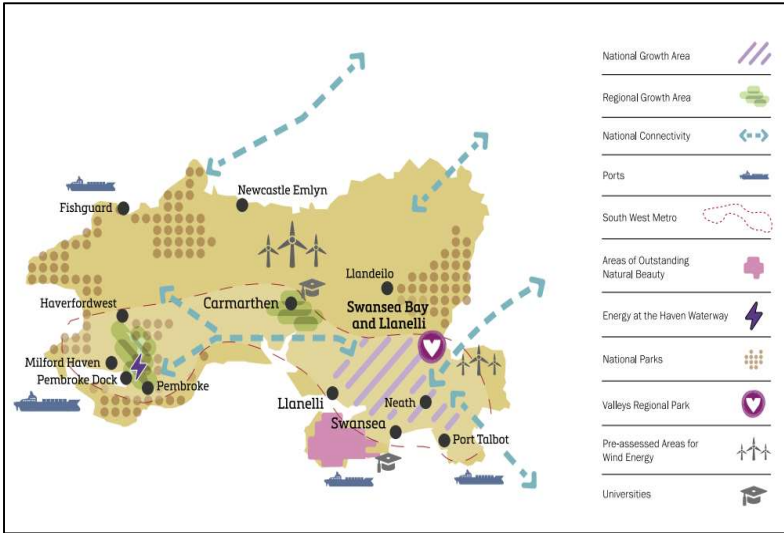 Fishguard
Newcastle Emlyn
Llandeilo
Haverfordwest
Carmarthen
Swansea Bay
and Llanelli
Milford Haven
Pembroke Dock
Pembroke
Llanelli
Neath
Swansea
Port Talbot
National Growth Area
Regional Growth Area
National Connectivity
Ports
South West Metro
Areas of Outstanding
Natural Beauty
Energy at the Haven Waterway
National Parks
Valleys Regional Park
Pre-assessed Areas for
Wind Energy
Universities